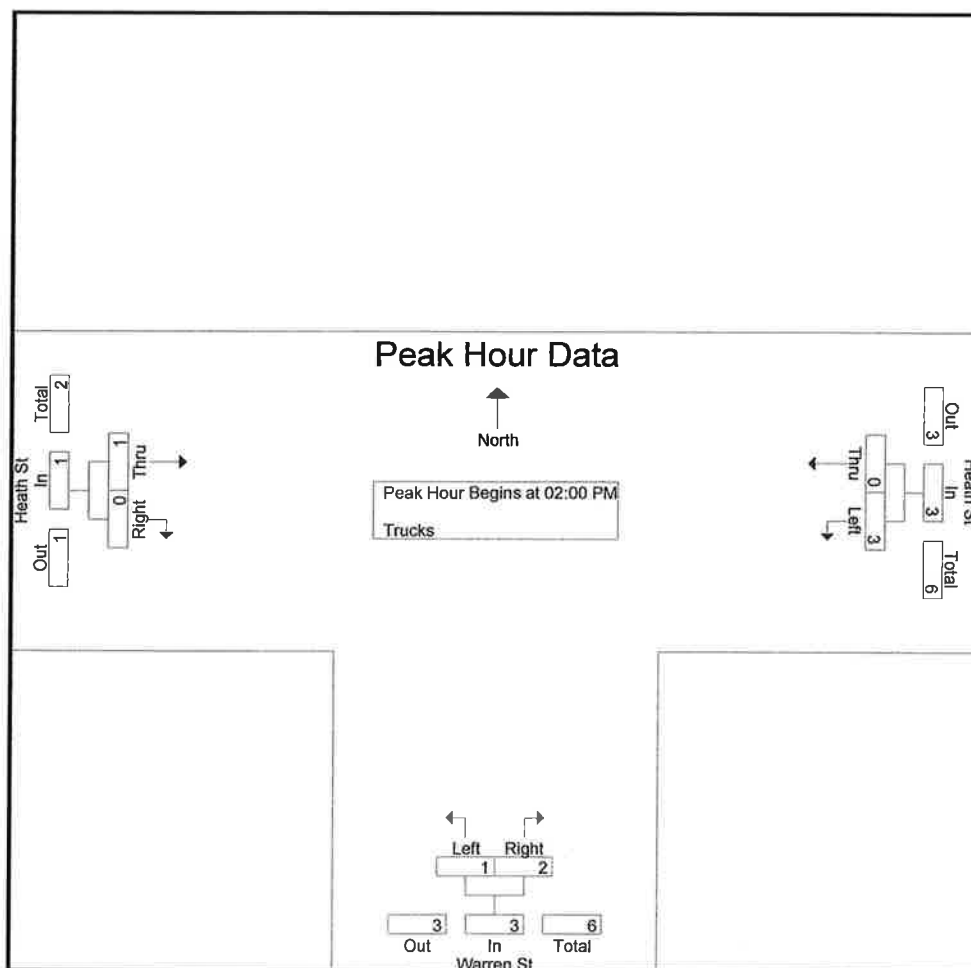 Peak Hour Data
North
Peak Hour Begins at 02:00 PM
Trucks
Heath St
Total
2
In
1
Out
1
Thru
1
Right
0
Heath St
Out
3
In
3
Total
6
Thru
0
Left
3
Left Right
1 2
3 3 6
Out In Total
Warren St